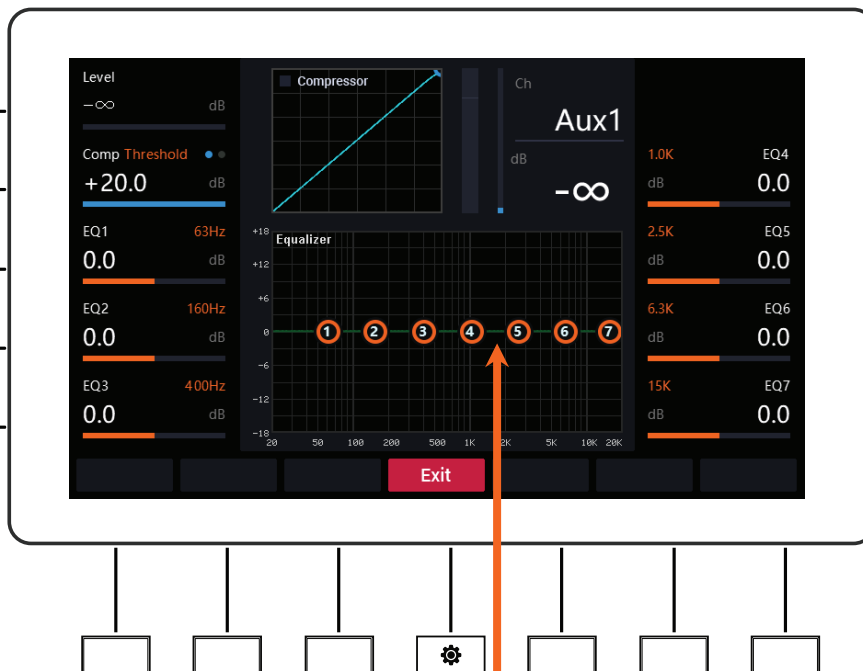 Level
-∞ dB
Comp Threshold
+20.0 dB
EQ1 63Hz
0.0 dB
EQ2 160Hz
0.0 dB
EQ3 400Hz
0.0 dB
Compressor
Ch
Aux1
dB
-∞
Equalizer
+18
+12
+6
0
-6
-12
-18
1 2 3 4 5 6 7
20 50 100 200 500 1K 2K 5K 10K 20K
1.0K EQ4
dB 0.0
2.5K EQ5
dB 0.0
6.3K EQ6
dB 0.0
15K EQ7
dB 0.0
Exit